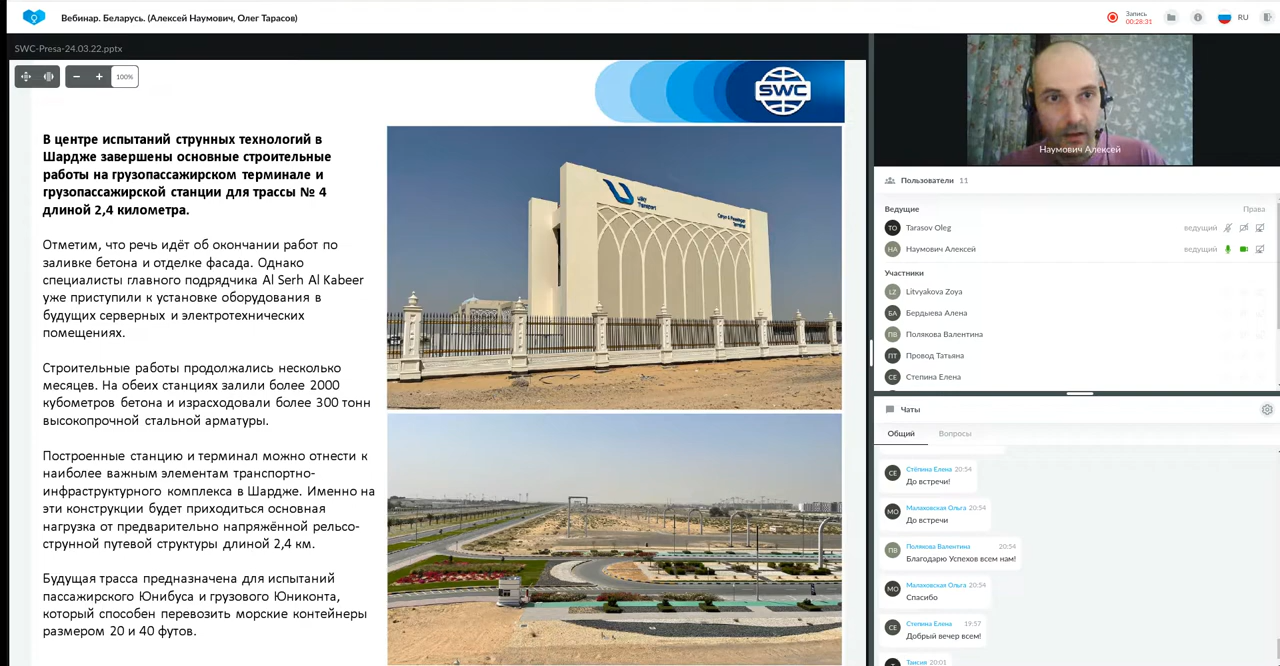 Вебинар. Беларусь. (Алексей Наумович, Олег Тарасов)
Запись
00:28:31
RU
SWC-Presa-24.03.22.pptx
100%
SWC
В центре испытаний струнных технологий в
Шардже завершены основные строительные
работы на грузопассажирском терминале и
грузопассажирской станции для трассы № 4
длиной 2,4 километра.
Отметим, что речь идёт об окончании работ по
заливке бетона и отделке фасада. Однако
специалисты главного подрядчика Al Serh Al Kabeer
уже приступили к установке оборудования в
будущих серверных и электротехнических
помещениях.
Строительные работы продолжались несколько
месяцев. На обеих станциях залили более 2000
кубометров бетона и израсходовали более 300 тонн
высокопрочной стальной арматуры.
Построенные станцию и терминал можно отнести к
наиболее важным элементам транспортно-
инфраструктурного комплекса в Шардже. Именно на
эти конструкции будет приходиться основная
нагрузка от предварительно напряжённой рельсо-
струнной путевой структуры длиной 2,4 км.
Будущая трасса предназначена для испытаний
пассажирского Юнибуса и грузового Юниконта,
который способен перевозить морские контейнеры
размером 20 и 40 футов.
uSky
Transport
Cargo & Passenger
Terminal
Наумович Алексей
Пользователи 11
Ведущие Права
TO Tarasov Oleg ведущий
НА Наумович Алексей ведущий
Участники
LZ Litvyakova Zoya
БА Бердыева Алена
ПВ Полякова Валентина
ПТ Провод Татьяна
СЕ Степина Елена
Чаты
Общий Вопросы
СЕ Стёпина Елена 20:54
До встречи!
МО Малаховская Ольга 20:54
До встречи
ПВ Полякова Валентина 20:54
Благодарю Успехов всем нам!
МО Малаховская Ольга 20:54
Спасибо
СЕ Степина Елена 19:57
Добрый вечер всем!
Таисия 20:01